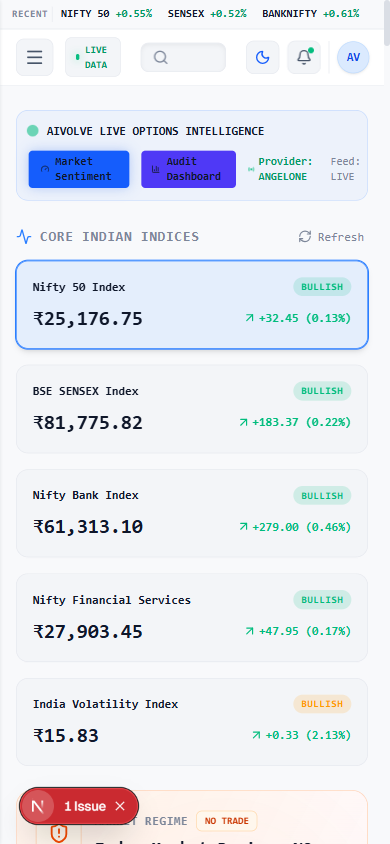 RECENT NIFTY 50 +0.55% SENSEX +0.52% BANKNIFTY +0.61%
LIVE
DATA
AV
AIVOLVE LIVE OPTIONS INTELLIGENCE
Market
Sentiment
Audit
Dashboard
Provider:
ANGELONE
Feed:
LIVE
CORE INDIAN INDICES Refresh
Nifty 50 Index BULLISH
₹25,176.75 +32.45 (0.13%)
BSE SENSEX Index BULLISH
₹81,775.82 +183.37 (0.22%)
Nifty Bank Index BULLISH
₹61,313.10 +279.00 (0.46%)
Nifty Financial Services BULLISH
₹27,903.45 +47.95 (0.17%)
India Volatility Index BULLISH
₹15.83 +0.33 (2.13%)
N 1 Issue
REGIME NO TRADE